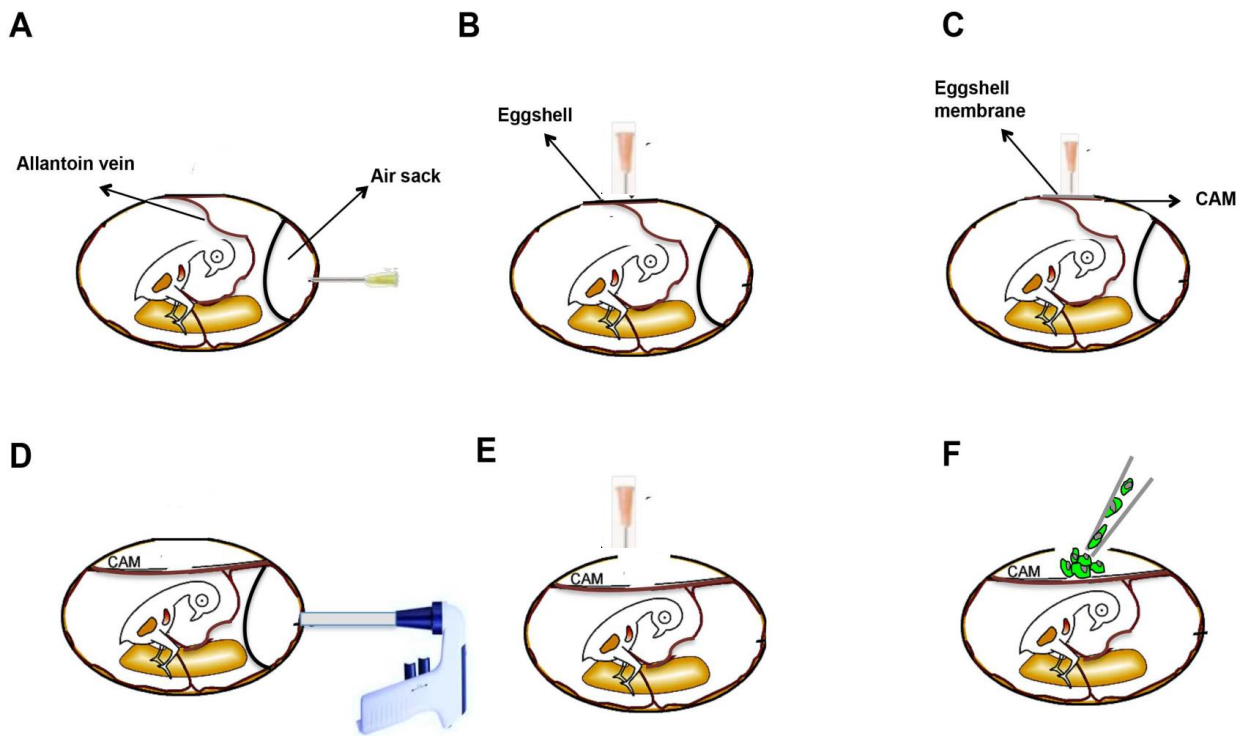 A
B
C
Allantoin vein
Air sack
Eggshell
Eggshell
membrane
CAM
D
E
F
CAM
CAM
CAM